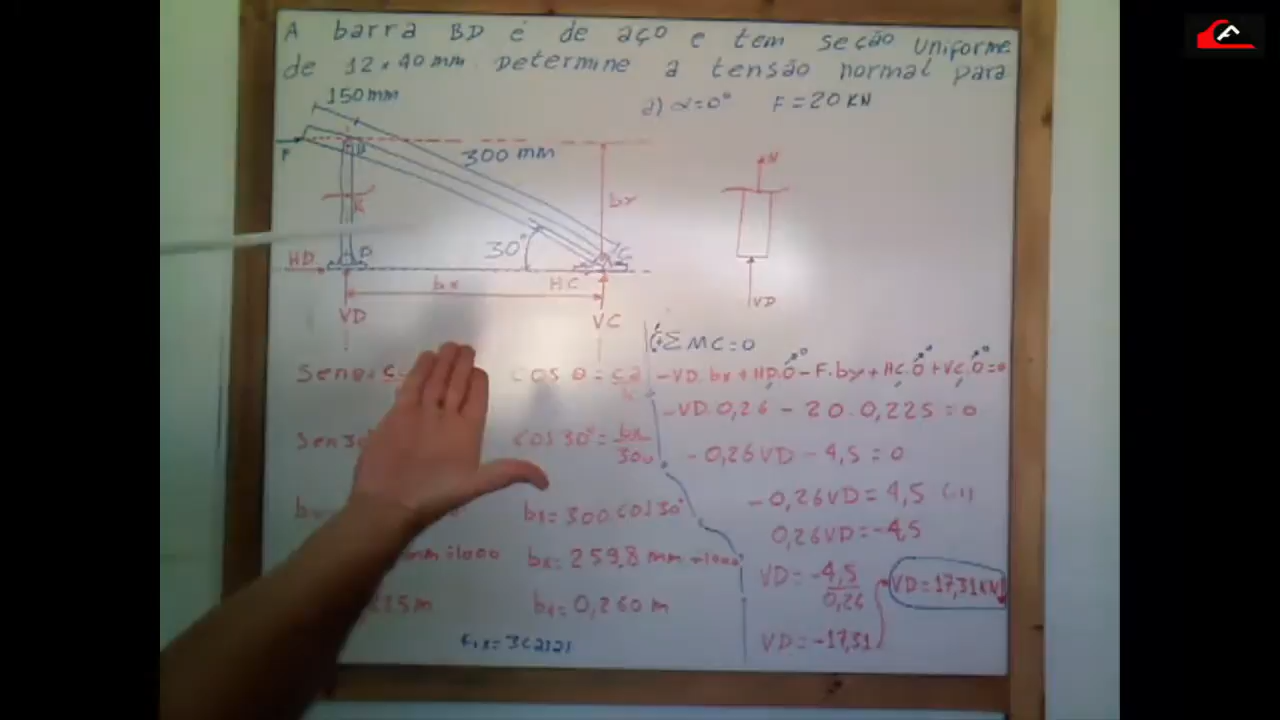 A barra BD é de aço e tem seção uniforme
de 12 x 40 mm. Determine a tensão normal para
a) α=0° F=20 KN
150 mm
F
B
300 mm
by
N
HD
D
30°
C
bx
HC
VD
VC
VD
ΣMC=0
cos θ = ca
-VD.bx + HD.0 - F.by + HC.0 + VC.0 = 0
-VD.0,26 - 20.0,225 = 0
cos 30° = bx/300
-0,26VD - 4,5 = 0
-0,26VD = 4,5 (-1)
bx = 300.cos30°
0,26VD = -4,5
mm ÷1000
bx = 259,8 mm ÷1000
VD = -4,5/0,26
VD = 17,31 KN
bx = 0,260 m
VD = -17,31